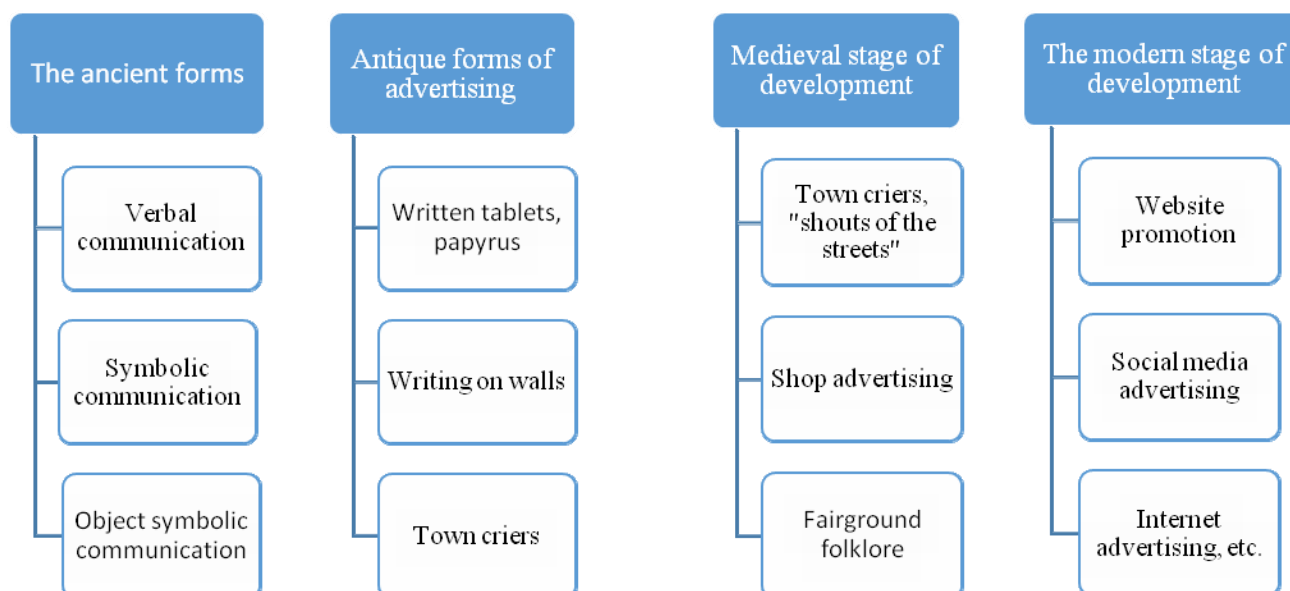 The ancient forms
Verbal
communication
Symbolic
communication
Object symbolic
communication
Antique forms of
advertising
Written tablets,
papyrus
Writing on walls
Town criers
Medieval stage of
development
Town criers,
"shouts of the
streets"
Shop advertising
Fairground
folklore
The modern stage of
development
Website
promotion
Social media
advertising
Internet
advertising, etc.